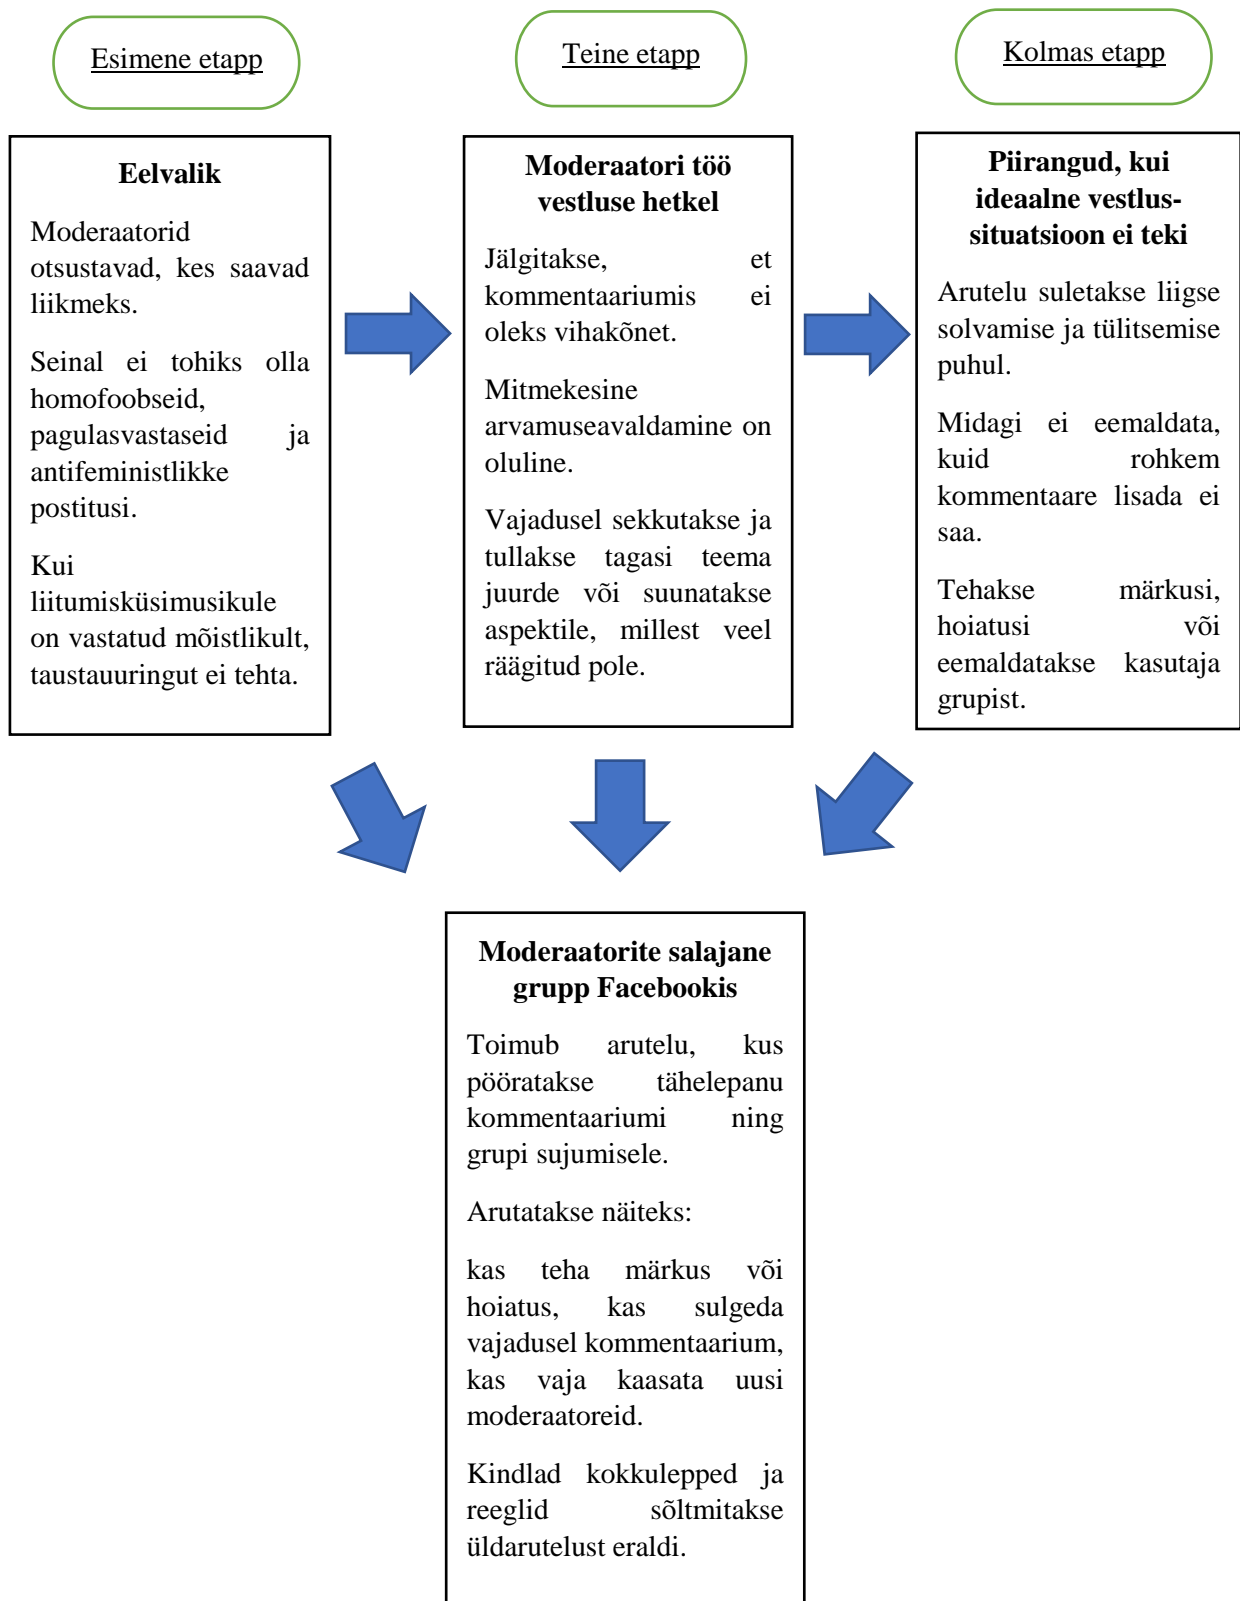 Esimene etapp
Teine etapp
Kolmas etapp
Eelvalik
Moderaatorid
otsustavad, kes saavad
liikmeks.
Seinal ei tohiks olla
homofoobseid,
pagulasvastaseid ja
antifeministlikke
postitusi.
Kui
liitumisküsimusikule
on vastatud mõistlikult,
taustauuringut ei tehta.
Moderaatori töö
vestluse hetkel
Jälgitakse, et
kommentaariumis ei
oleks vihakõnet.
Mitmekesine
arvamuseavaldamine on
oluline.
Vajadusel sekkutakse ja
tullakse tagasi teema
juurde või suunatakse
aspektile, millest veel
räägitud pole.
Piirangud, kui
ideaalne vestlus-
situatsioon ei teki
Arutelu suletakse liigse
solvamise ja tülitsemise
puhul.
Midagi ei eemaldata,
kuid rohkem
kommentaare lisada ei
saa.
Tehakse märkusi,
hoiatusi või
eemaldatakse kasutaja
grupist.
Moderaatorite salajane
grupp Facebookis
Toimub arutelu, kus
pööratakse tähelepanu
kommentaariumi ning
grupi sujumisele.
Arutatakse näiteks:
kas teha märkus või
hoiatus, kas sulgeda
vajadusel kommentaarium,
kas vaja kaasata uusi
moderaatoreid.
Kindlad kokkulepped ja
reeglid sõltmitakse
üldarutelust eraldi.